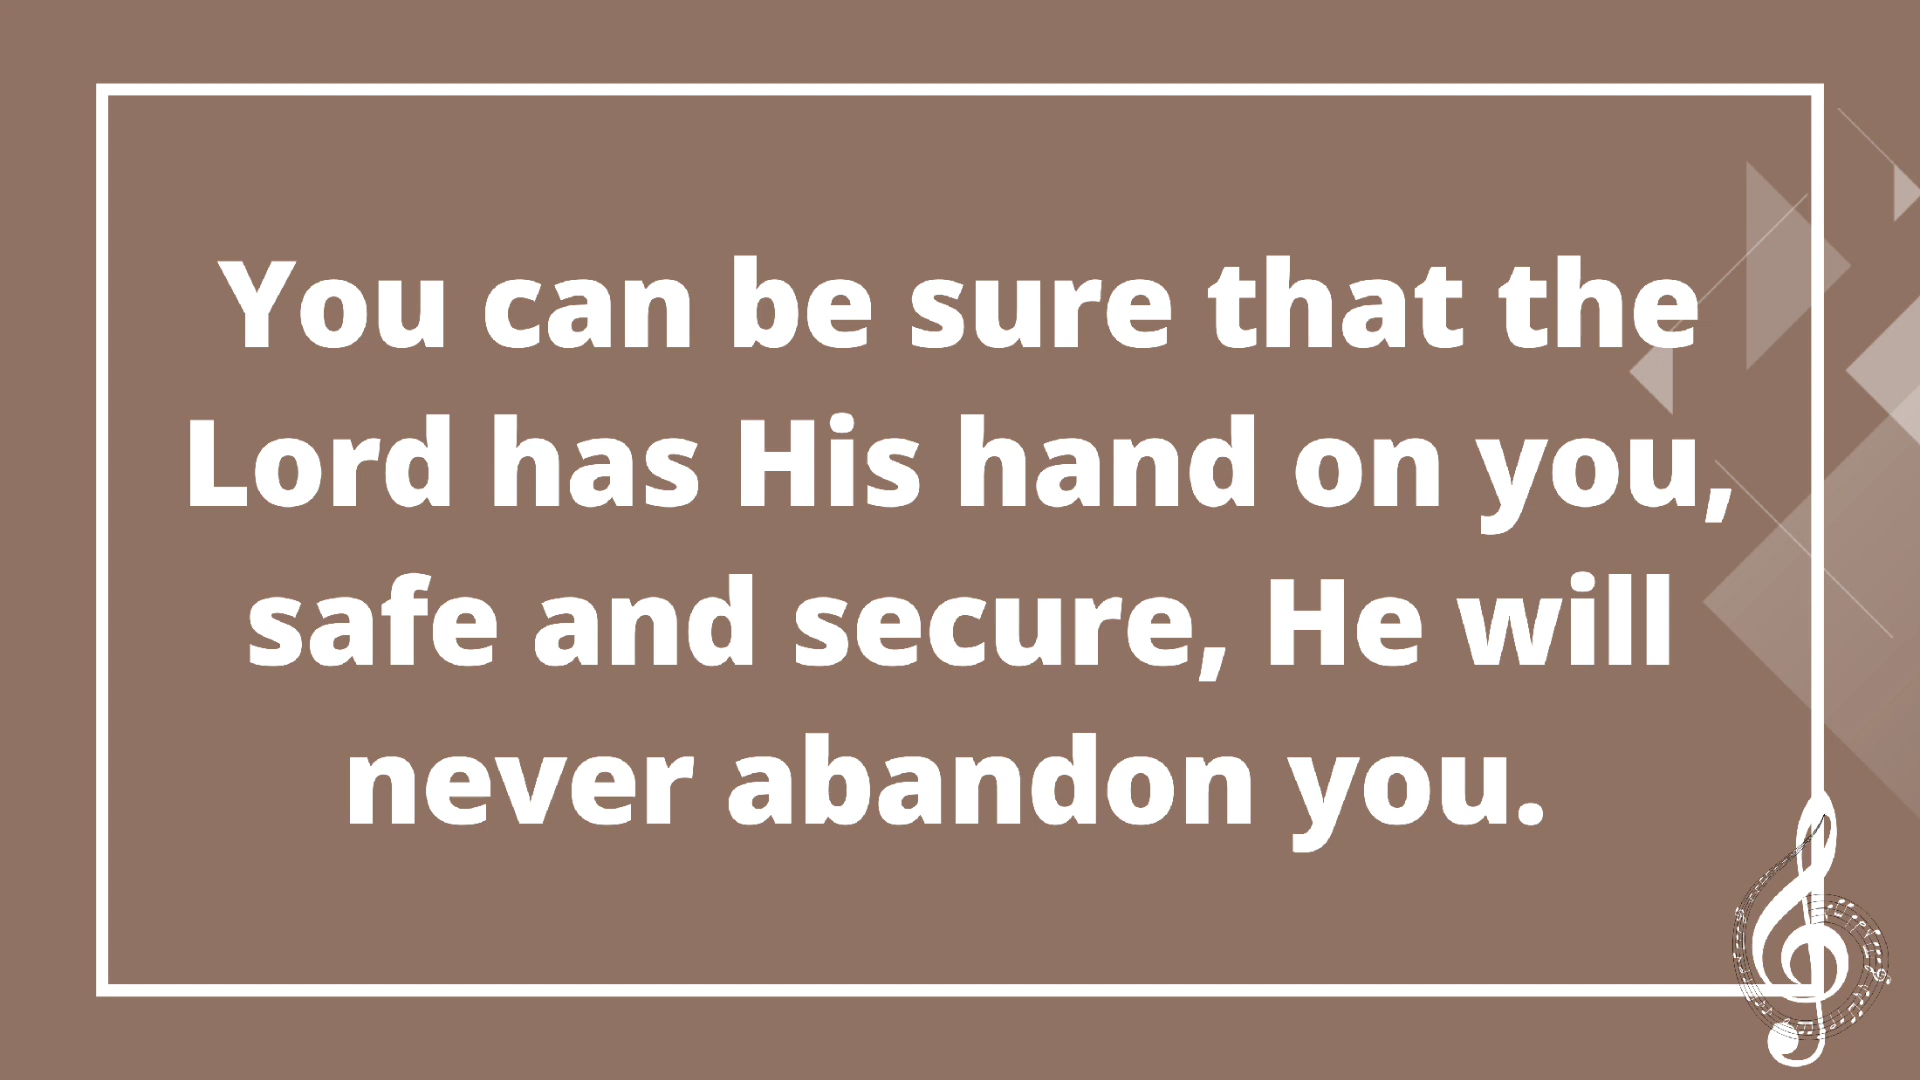 You can be sure that the
Lord has His hand on you,
safe and secure, He will
never abandon you.